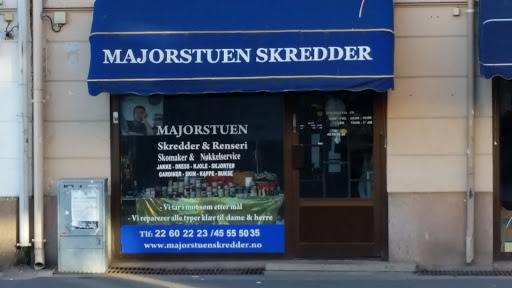 MAJORSTUEN SKREDDER
MAJORSTUEN
Skredder & Renseri
Skomaker & Nøkkelservice
JAKKE - DRESS - KJOLE - SKJORTER
GARDINER - SKIN - KAPPE - BUKSE
- Vi tar i mot søm etter mål
- Vi reparerer alle typer klær til dame & herre
Tlf: 22 60 22 23 /45 55 50 35
www.majorstuenskredder.no